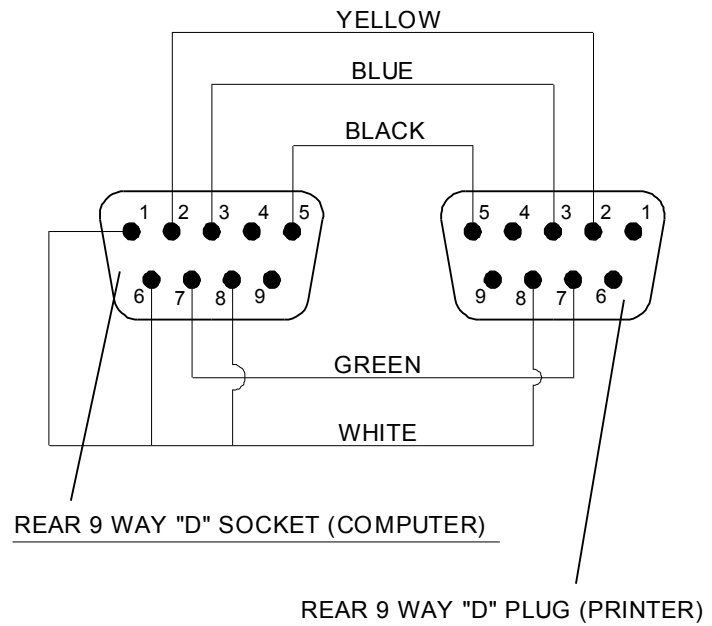 YELLOW
BLUE
BLACK
1 2 3 4 5
5 4 3 2 1
6 7 8 9
9 8 7 6
GREEN
WHITE
REAR 9 WAY "D" SOCKET (COMPUTER)
REAR 9 WAY "D" PLUG (PRINTER)